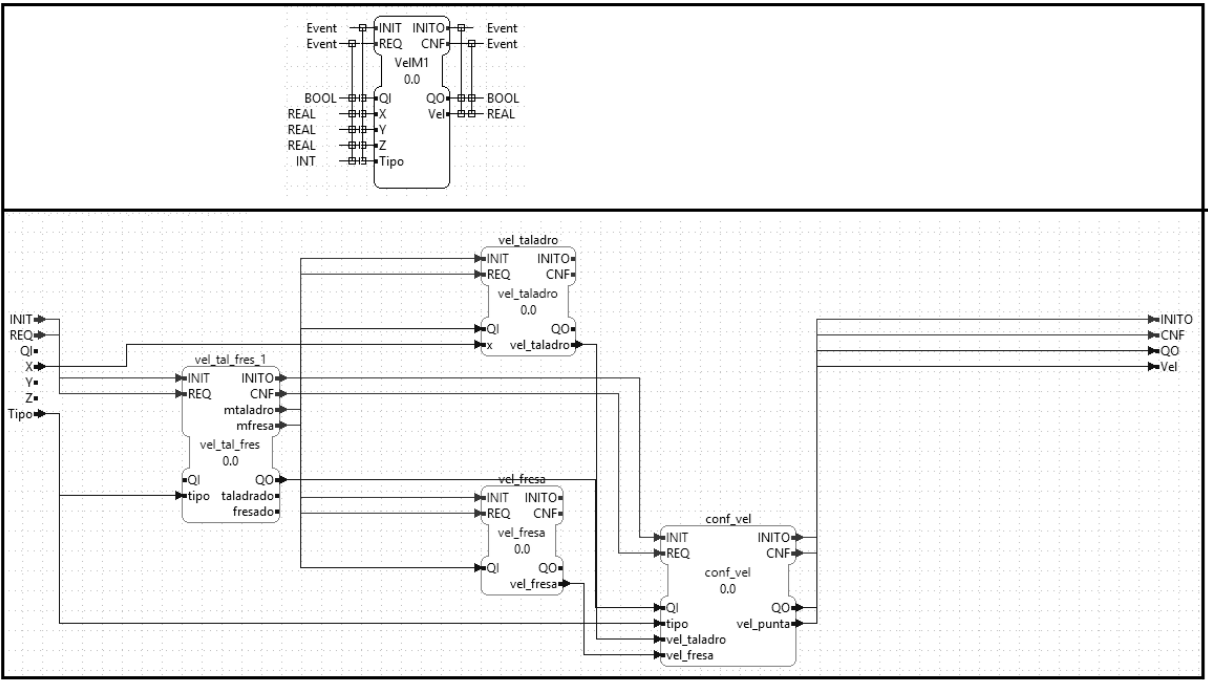 Event INIT INITO Event
Event REQ CNF Event
VelM1
0.0
BOOL QI QO BOOL
REAL X Vel REAL
REAL Y
REAL Z
INT Tipo
vel_taladro
INIT INITO
REQ CNF
vel_taladro
0.0
QI QO
x vel_taladro
INIT
REQ
QI
X
Y
Z
Tipo
vel_tal_fres_1
INIT INITO
REQ CNF
mtaladro
mfresa
vel_tal_fres
0.0
QI QO
tipo taladrado
fresado
vel_fresa
INIT INITO
REQ CNF
vel_fresa
0.0
QI QO
vel_fresa
conf_vel
INIT INITO
REQ CNF
conf_vel
0.0
QI QO
tipo vel_punta
vel_taladro
vel_fresa
INITO
CNF
QO
Vel